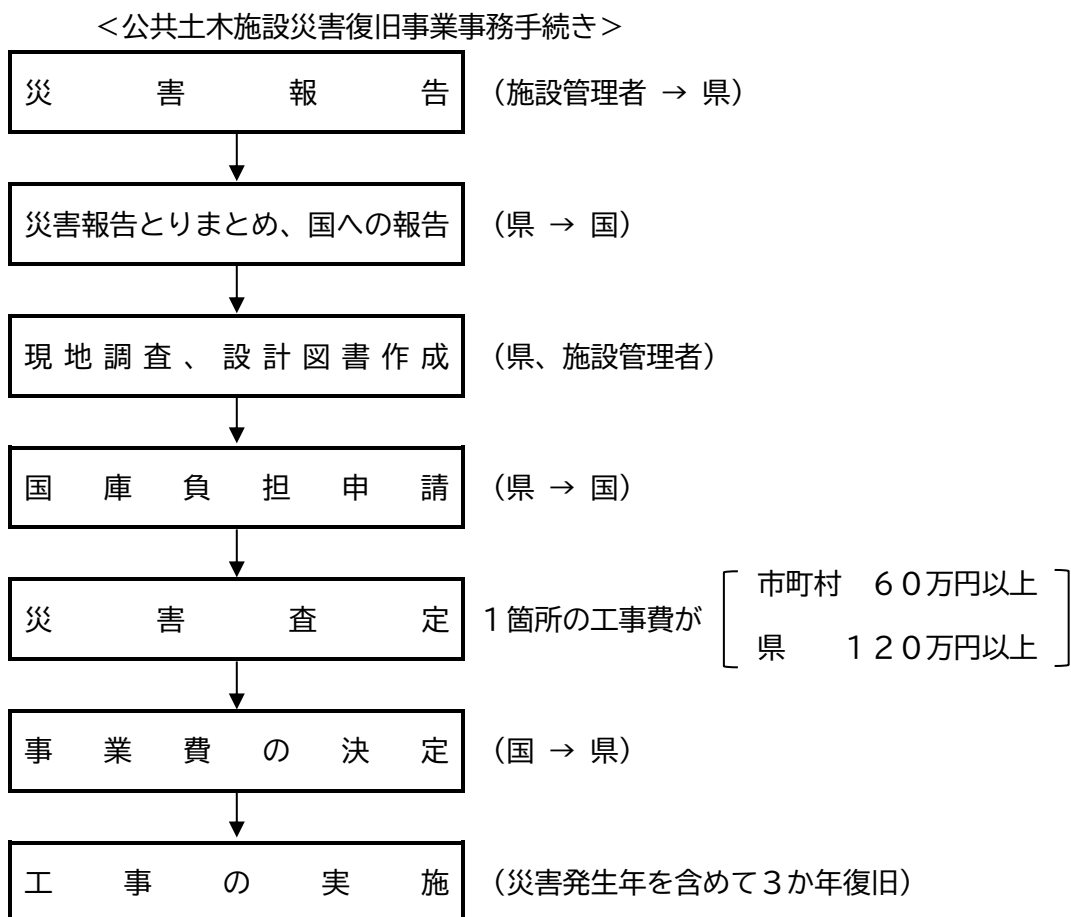 ＜公共土木施設災害復旧事業事務手続き＞
災害報告 （施設管理者 → 県）
災害報告とりまとめ、国への報告 （県 → 国）
現地調査、設計図書作成 （県、施設管理者）
国庫負担申請 （県 → 国）
市町村　６０万円以上
災害査定 １箇所の工事費が
県　　１２０万円以上
事業費の決定 （国 → 県）
工事の実施 （災害発生年を含めて３か年復旧）